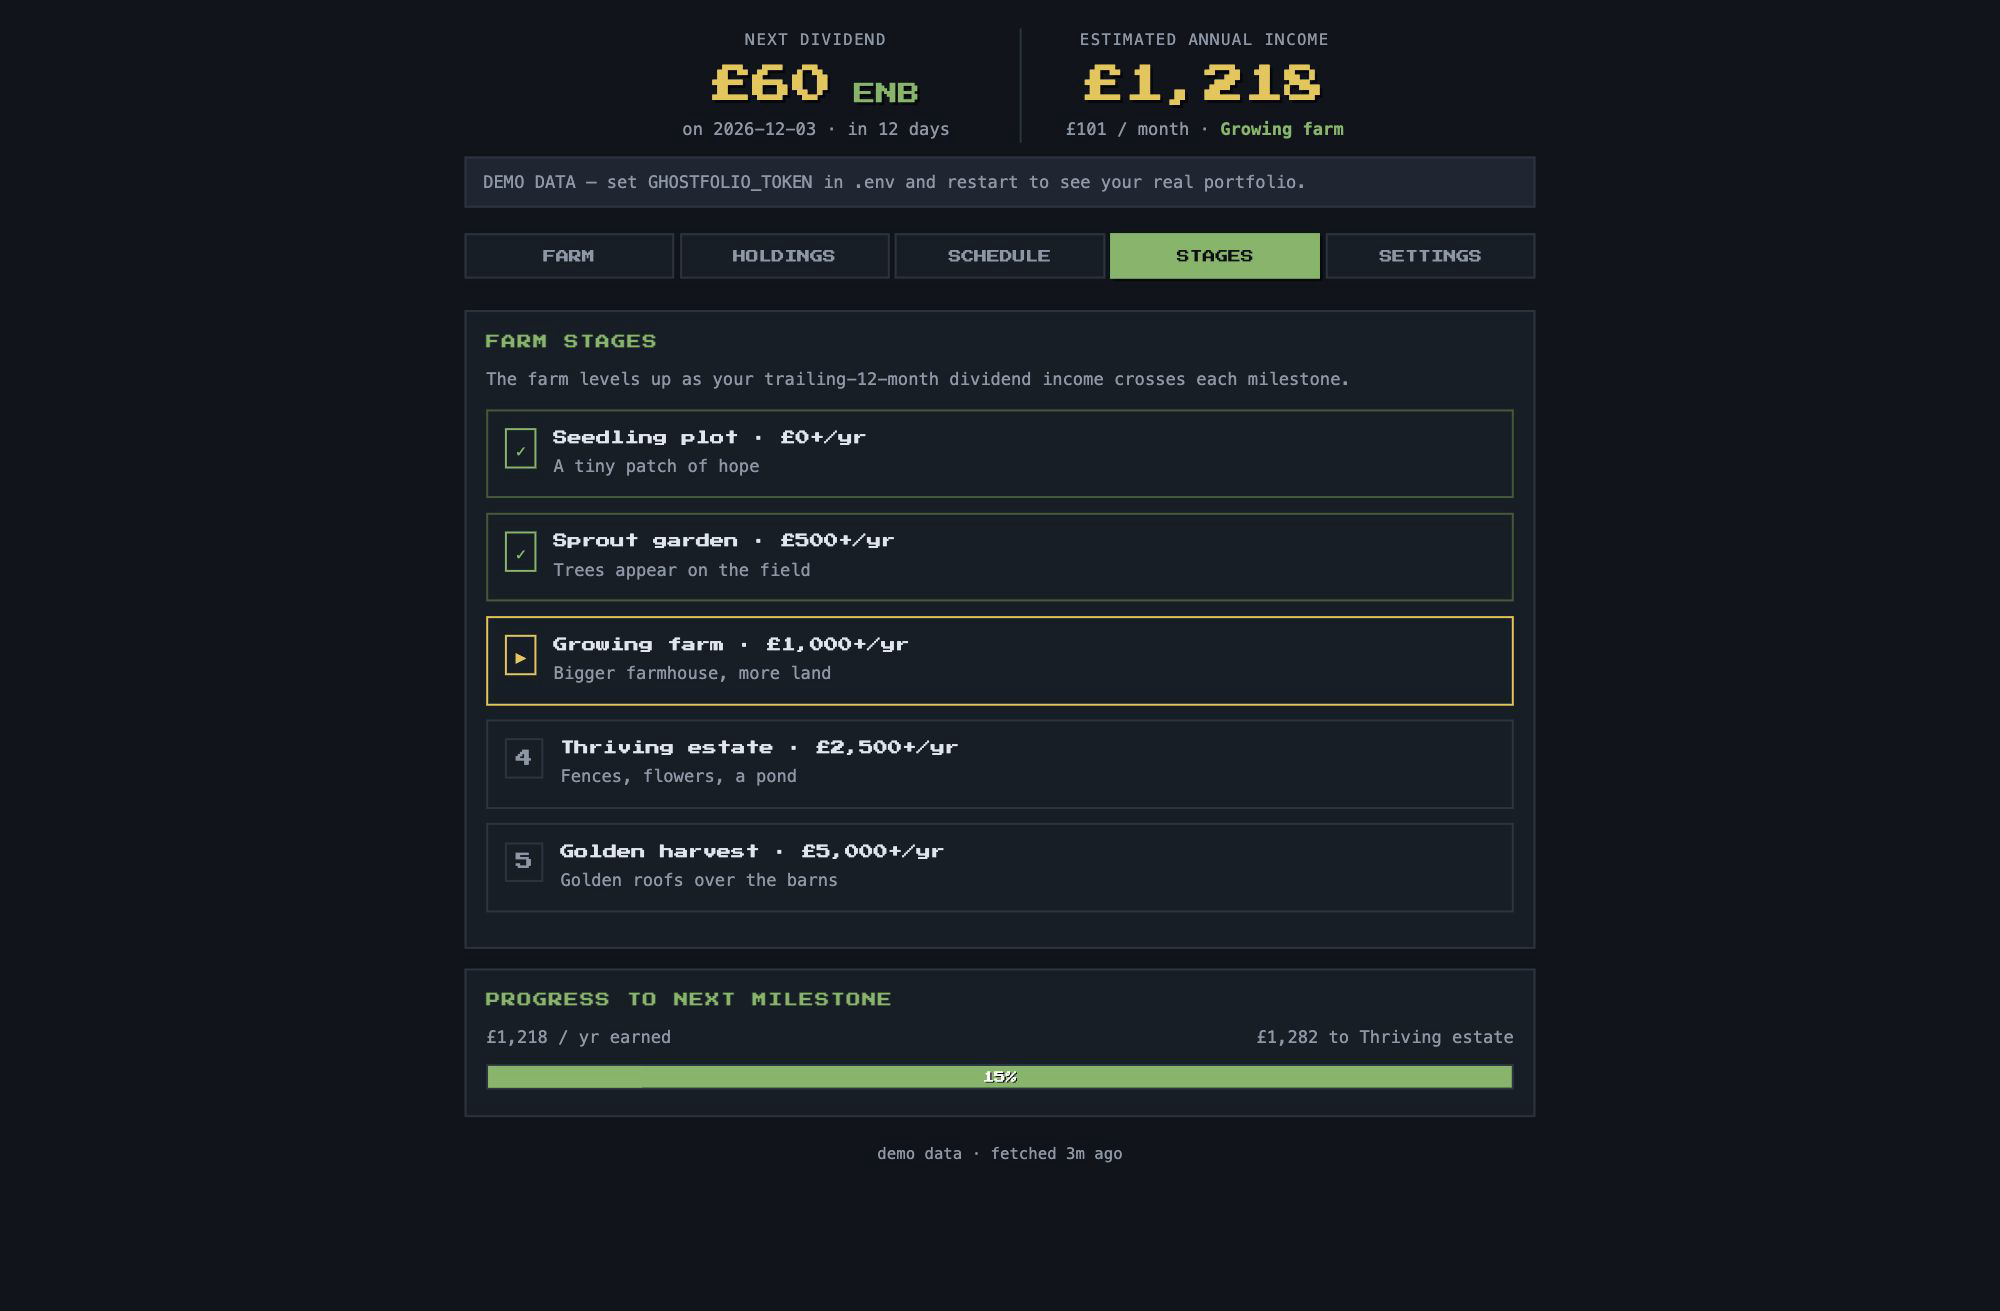 NEXT DIVIDEND
£60 ENB
on 2026-12-03 · in 12 days
ESTIMATED ANNUAL INCOME
£1,218
£101 / month · Growing farm
DEMO DATA — set GHOSTFOLIO_TOKEN in .env and restart to see your real portfolio.
FARM
HOLDINGS
SCHEDULE
STAGES
SETTINGS
FARM STAGES
The farm levels up as your trailing-12-month dividend income crosses each milestone.
✓
Seedling plot · £0+/yr
A tiny patch of hope
✓
Sprout garden · £500+/yr
Trees appear on the field
▶
Growing farm · £1,000+/yr
Bigger farmhouse, more land
4
Thriving estate · £2,500+/yr
Fences, flowers, a pond
5
Golden harvest · £5,000+/yr
Golden roofs over the barns
PROGRESS TO NEXT MILESTONE
£1,218 / yr earned
£1,282 to Thriving estate
15%
demo data · fetched 3m ago